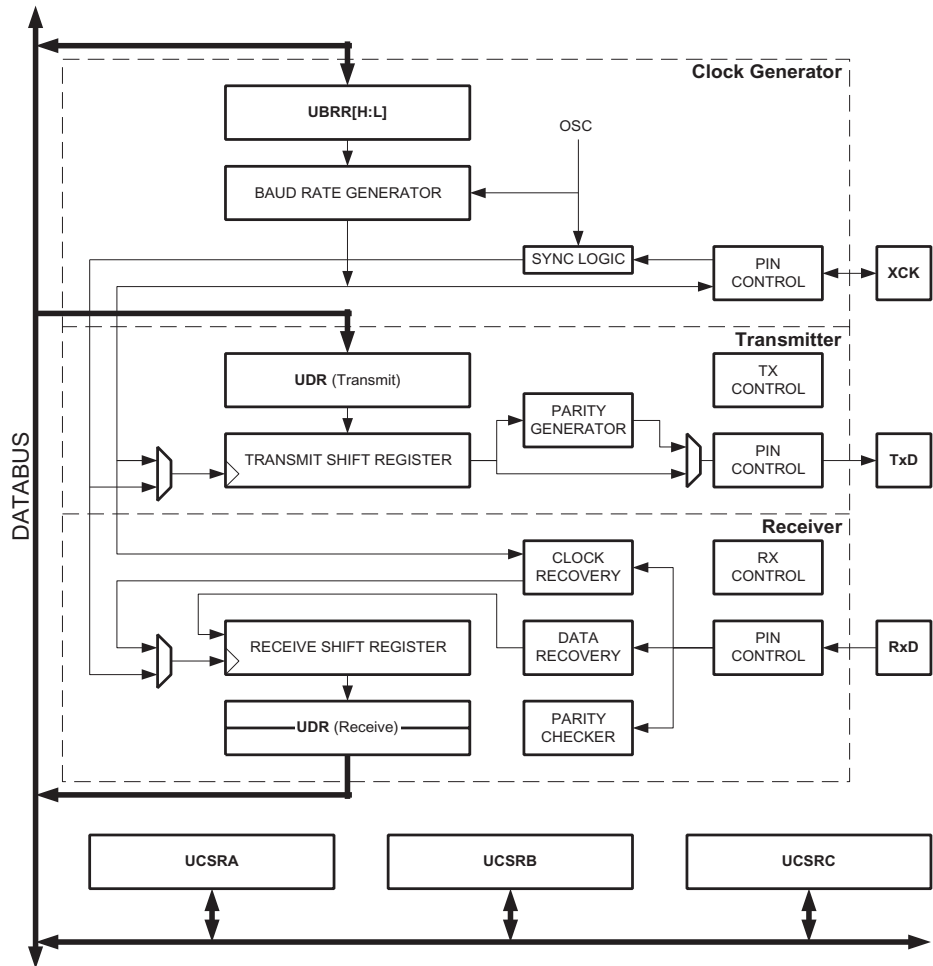 Clock Generator
UBRR[H:L]
OSC
BAUD RATE GENERATOR
SYNC LOGIC
PIN
CONTROL
XCK
Transmitter
UDR (Transmit)
TX
CONTROL
PARITY
GENERATOR
TRANSMIT SHIFT REGISTER
PIN
CONTROL
TxD
DATABUS
Receiver
CLOCK
RECOVERY
RX
CONTROL
RECEIVE SHIFT REGISTER
DATA
RECOVERY
PIN
CONTROL
RxD
UDR (Receive)
PARITY
CHECKER
UCSRA
UCSRB
UCSRC